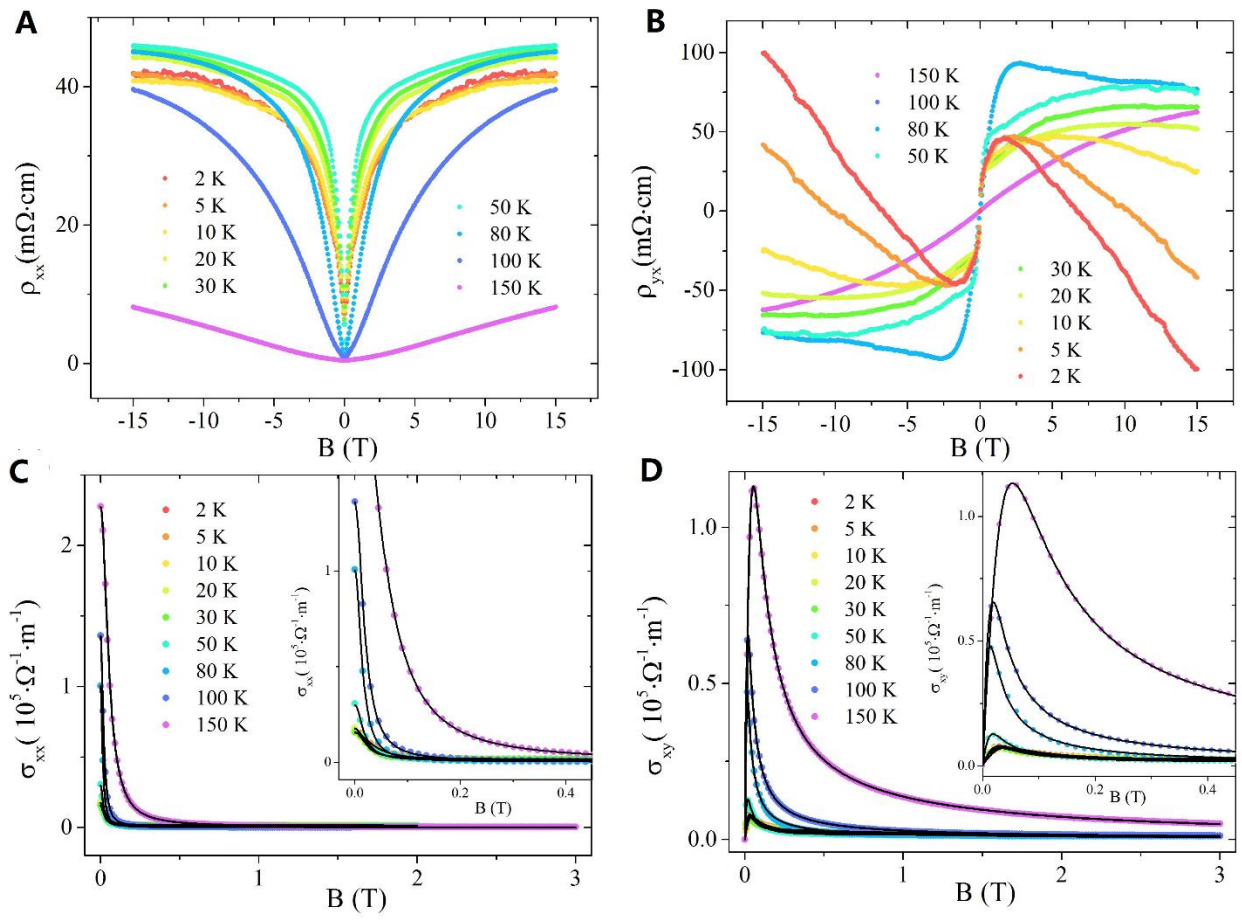 A
ρxx(mΩ·cm)
40
20
0
2 K
5 K
10 K
20 K
30 K
50 K
80 K
100 K
150 K
-15 -10 -5 0 5 10 15
B (T)
B
ρyx(mΩ·cm)
100
50
0
-50
-100
150 K
100 K
80 K
50 K
30 K
20 K
10 K
5 K
2 K
-15 -10 -5 0 5 10 15
B (T)
C
σxx( 10⁵·Ω⁻¹·m⁻¹)
2
1
0
2 K
5 K
10 K
20 K
30 K
50 K
80 K
100 K
150 K
0 1 2 3
B (T)
σxx( 10⁵·Ω⁻¹·m⁻¹)
1
0
0.0 0.2 0.4
B (T)
D
σxy( 10⁵·Ω⁻¹·m⁻¹)
1.0
0.5
0.0
2 K
5 K
10 K
20 K
30 K
50 K
80 K
100 K
150 K
0 1 2 3
B (T)
σxy( 10⁵·Ω⁻¹·m⁻¹)
1.0
0.5
0.0
0.0 0.2 0.4
B (T)